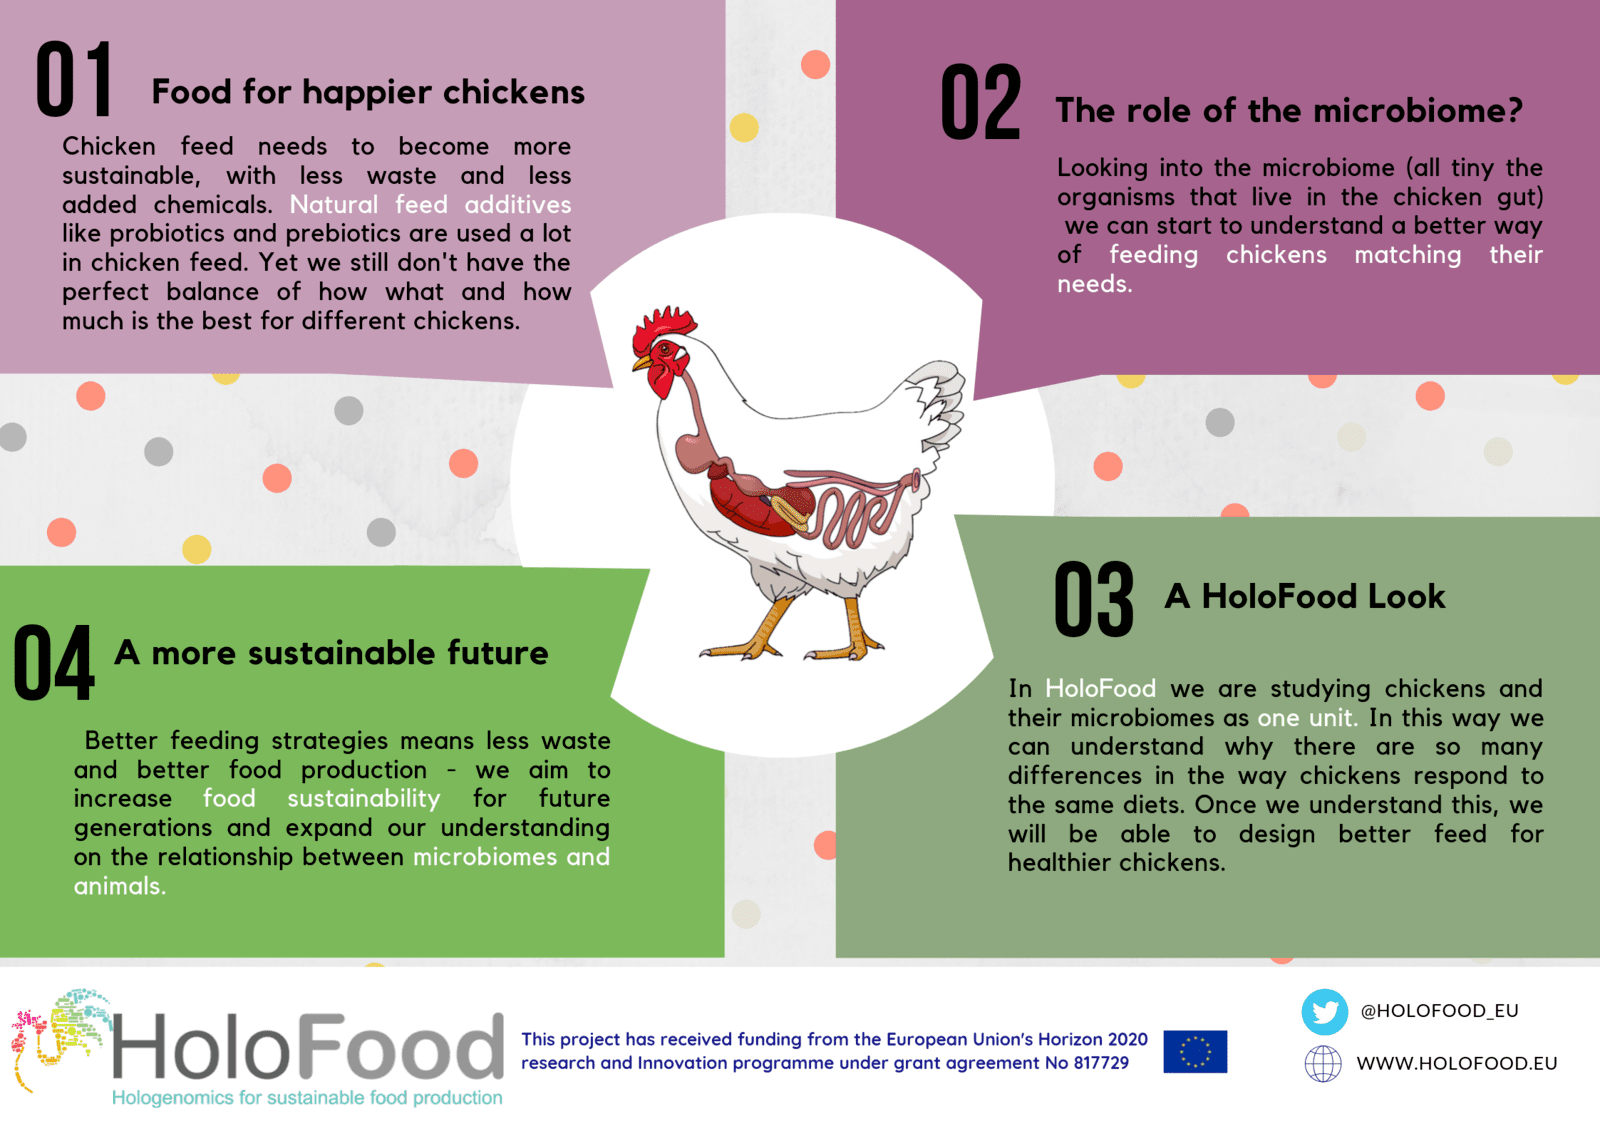 01
Food for happier chickens
Chicken feed needs to become more
sustainable, with less waste and less
added chemicals. Natural feed additives
like probiotics and prebiotics are used a lot
in chicken feed. Yet we still don't have the
perfect balance of how what and how
much is the best for different chickens.
02
The role of the microbiome?
Looking into the microbiome (all tiny the
organisms that live in the chicken gut)
we can start to understand a better way
of feeding chickens matching their
needs.
03
A HoloFood Look
In HoloFood we are studying chickens and
their microbiomes as one unit. In this way we
can understand why there are so many
differences in the way chickens respond to
the same diets. Once we understand this, we
will be able to design better feed for
healthier chickens.
04
A more sustainable future
Better feeding strategies means less waste
and better food production - we aim to
increase food sustainability for future
generations and expand our understanding
on the relationship between microbiomes and
animals.
HoloFood
Hologenomics for sustainable food production
This project has received funding from the European Union's Horizon 2020
research and Innovation programme under grant agreement No 817729
@HOLOFOOD_EU
WWW.HOLOFOOD.EU